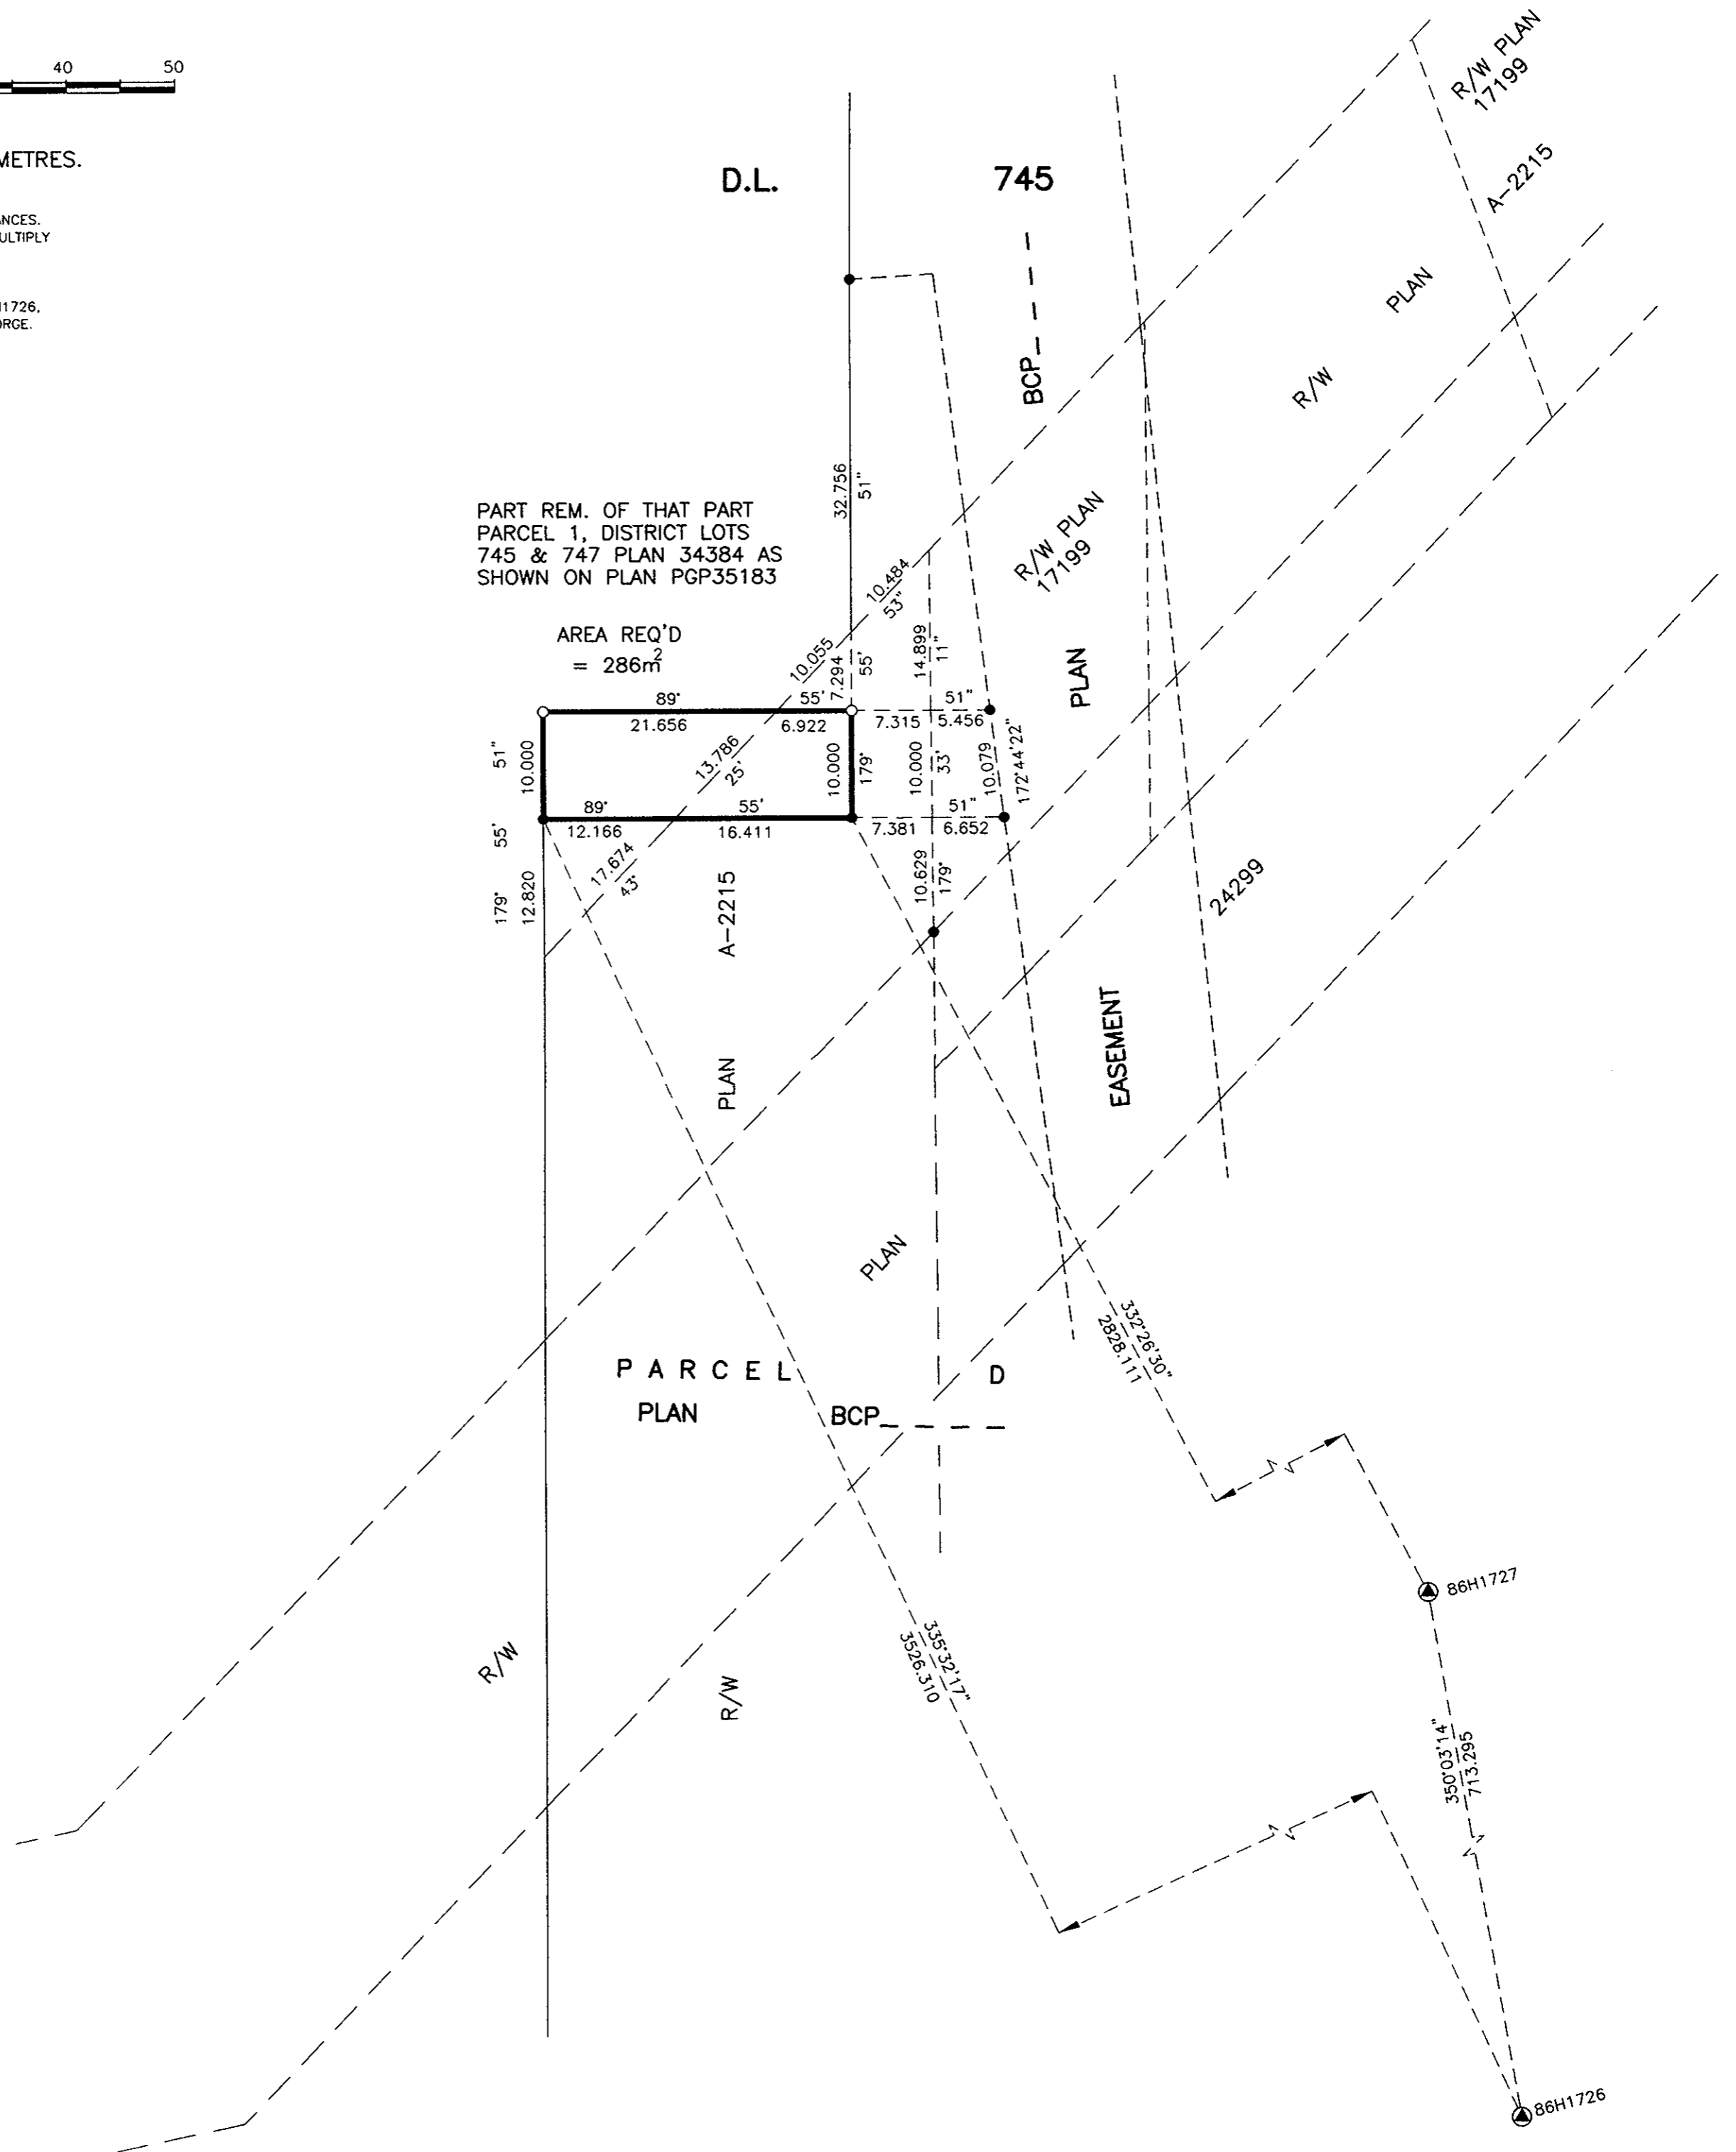 40 50
METRES.
ANCES.
ULTIPLY
11726,
ORGE.
D.L. 745
BCP_ _ _ _
R/W PLAN
17199
A-2215
PLAN
R/W
PART REM. OF THAT PART
PARCEL 1, DISTRICT LOTS
745 & 747 PLAN 34384 AS
SHOWN ON PLAN PGP35183
AREA REQ'D
= 286m2
32.756
51"
10.484
53"
10.055
7.294
55'
14.899
11"
R/W PLAN
17199
PLAN
89° 55' 51"
21.656 6.922 7.315 5.456
51"
10.000
13.786
25'
10.000
179°
10.000
33'
10.079
172°44'22"
89° 55' 51"
12.166 16.411 7.381 6.652
55'
179°
12.820
17.674
43°
10.629
179°
A-2215
PLAN
24299
EASEMENT
PLAN
332°26'30"
2828.111
PARCEL D
PLAN BCP_ _ _ _
86H1727
R/W
R/W
335°32'17"
3526.310
350°03'14"
713.295
86H1726